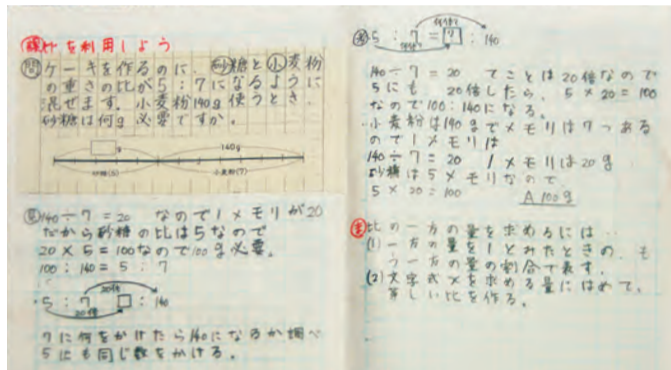 課 比を利用しよう
問 ケーキを作るのに、砂糖と小麦粉
の重さの比が5:7になるように
混ぜます。小麦粉140g使うとき、
砂糖は何g必要ですか。
□g 140g
砂糖(5) 小麦粉(7)
140÷7=20 なので1メモリが20
だから砂糖の比は5なので
20×5=100なので100g必要。
100:140=5:7
20倍
5:7 □:140
20倍
7に何をかけたら140になるか調べ
5にも同じ数をかける。
5:7=?:140
140÷7=20 てことは20倍なので
5にも 20倍したら、5×20=100
なので100:140になる。
小麦粉は140gでメモリは7つある
ので1メモリは
140÷7=20 1メモリは20g
砂糖は5メモリなので、
5×20=100 A 100g
比の一方の量を求めるには…
(1)一方の量を1とみたときの、も
う一方の量の割合で表す。
(2)文字式xを求める量にはめて、
等しい比を作る。